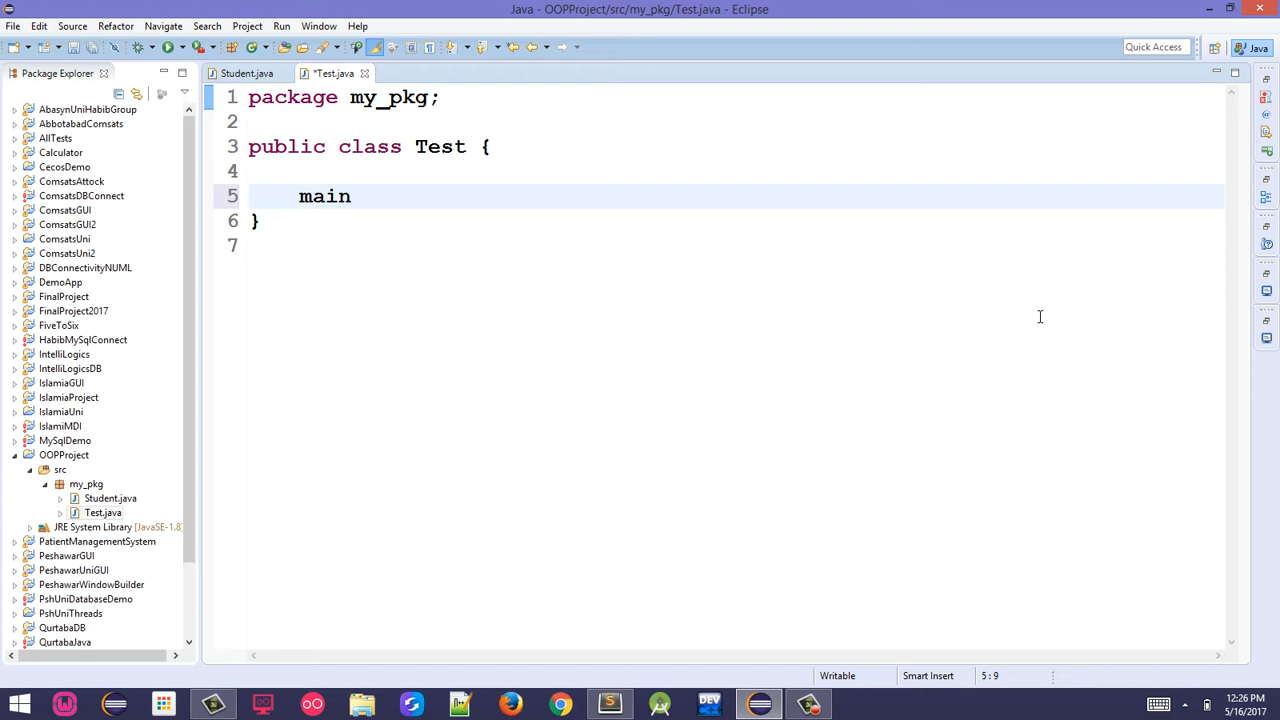 Java - OOPProject/src/my_pkg/Test.java - Eclipse
File Edit Source Refactor Navigate Search Project Run Window Help
Quick Access Java
Package Explorer
Student.java *Test.java
AbasynUniHabibGroup
AbbotabadComsats
AllTests
Calculator
CecosDemo
ComsatsAttock
ComsatsDBConnect
ComsatsGUI
ComsatsGUI2
ComsatsUni
ComsatsUni2
DBConnectivityNUML
DemoApp
FinalProject
FinalProject2017
FiveToSix
HabibMySqlConnect
IntelliLogics
IntelliLogicsDB
IslamiaGUI
IslamiaProject
IslamiaUni
IslamiMDI
MySqlDemo
OOPProject
src
my_pkg
Student.java
Test.java
JRE System Library [JavaSE-1.8]
PatientManagementSystem
PeshawarGUI
PeshawarUniGUI
PeshawarWindowBuilder
PshUniDatabaseDemo
PshUniThreads
QurtabaDB
QurtabaJava
1 package my_pkg;
2
3 public class Test {
4
5 main
6 }
7
Writable Smart Insert 5 : 9
DEV
12:26 PM
5/16/2017